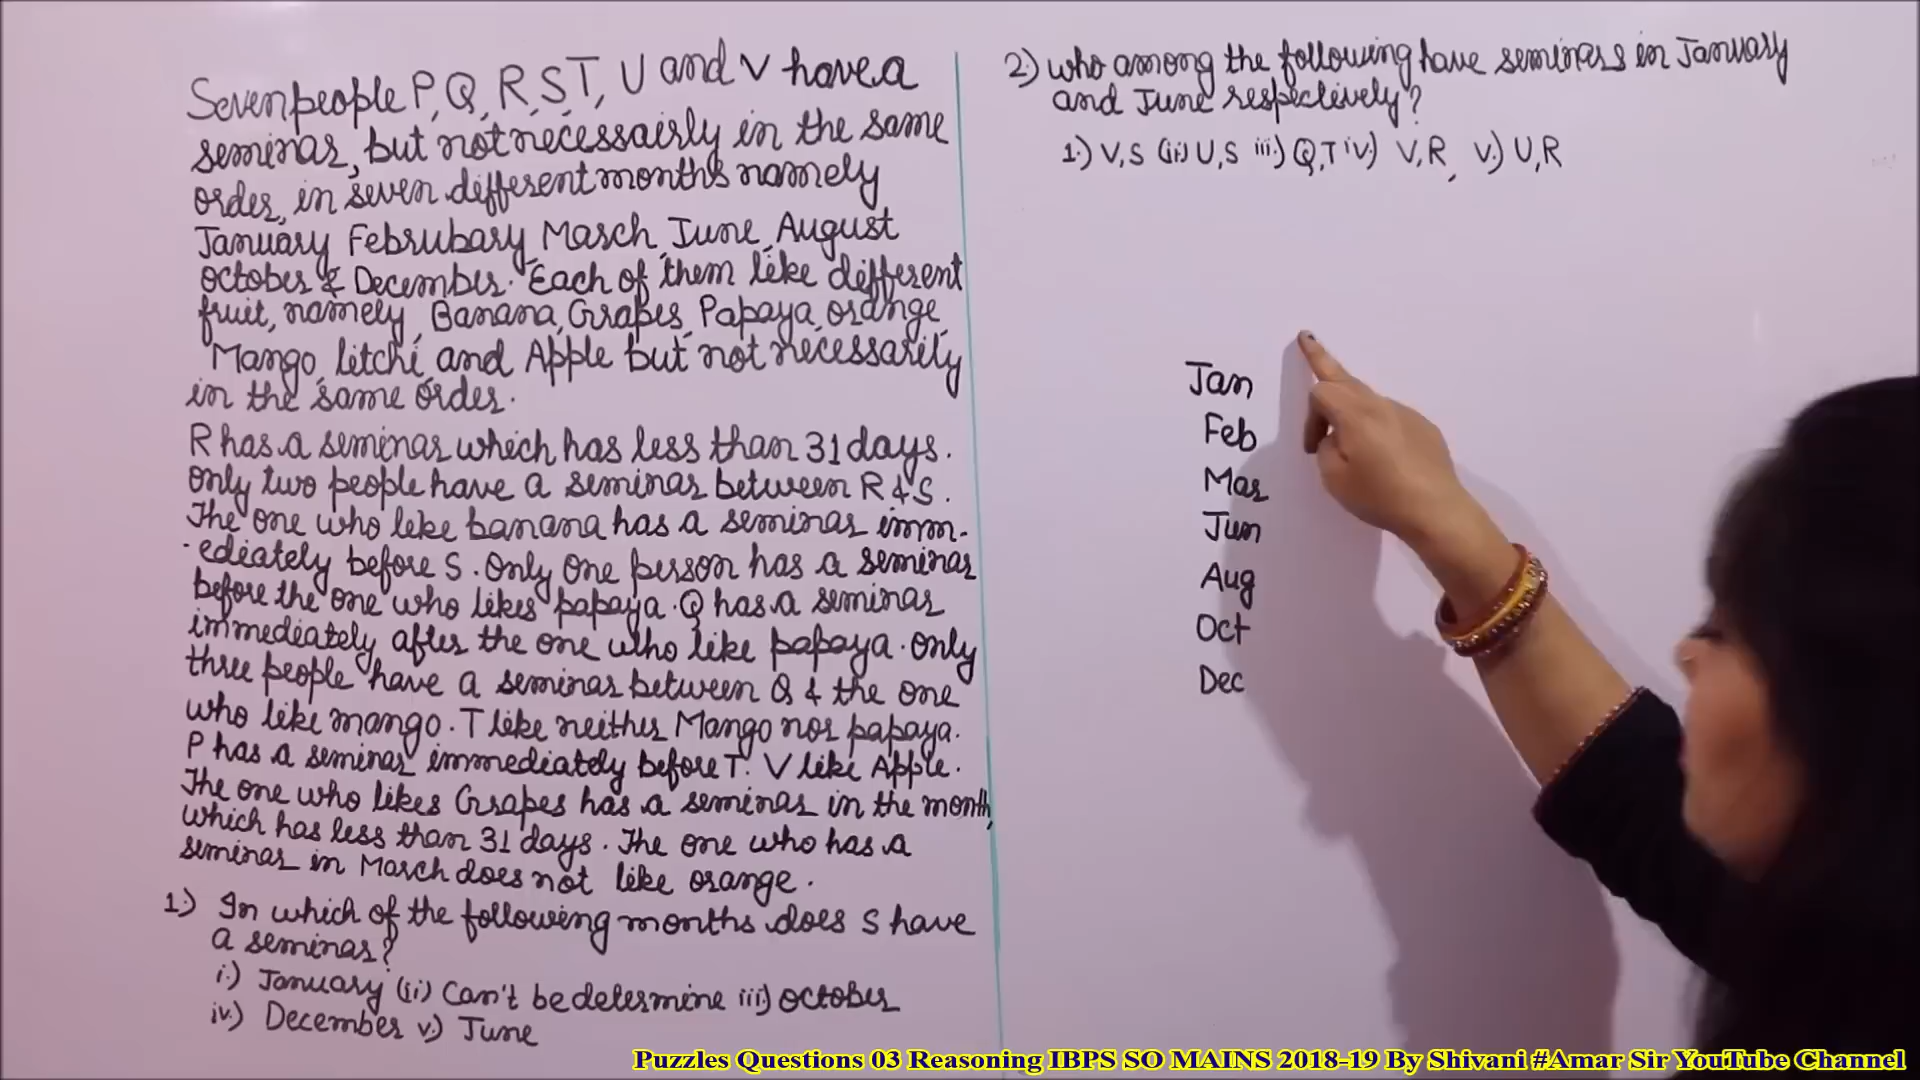 Seven people P, Q, R, S T, U and V have a
seminar, but not necessairly in the same
order, in seven different months namely
January Februbary, March, June, August
October & December. Each of them like different
fruit, namely, Banana, Grapes, Papaya, orange,
Mango, litchi, and Apple but not necessarily
in the same order.
R has a seminar which has less than 31 days.
only two people have a seminar between R & S.
The one who like banana has a seminar imm-
-ediately before S. Only one person has a seminar
before the one who likes papaya. Q has a seminar
immediately after the one who like papaya. only
three people have a seminar between Q & the one
who like mango. T like neither Mango nor papaya.
P has a seminar immediately before T. V like Apple.
The one who likes Grapes has a seminar in the month,
which has less than 31 days. The one who has a
seminar in March does not like orange.
1.) In which of the following months does S have
a seminar?
i.) January (ii) Can't be determine iii.) October
iv.) December v.) June
2.) who among the following have seminars in January
and June respectively?
1.) V,S (ii) U,S iii.) Q,T iv.) V,R, v.) U,R
Jan
Feb
Mar
Jun
Aug
Oct
Dec
Puzzles Questions 03 Reasoning IBPS SO MAINS 2018-19 By Shivani #Amar Sir YouTube Channel